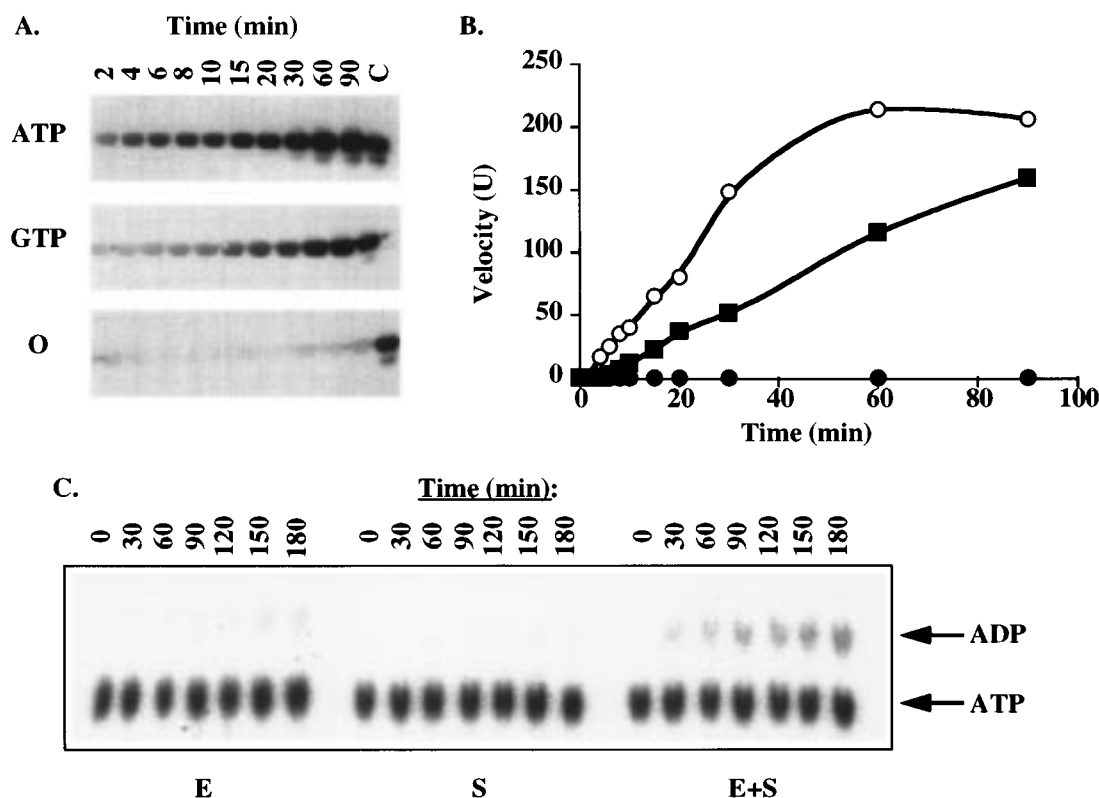 A.
Time (min)
2 4 6 8 10 15 20 30 60 90 C
ATP
GTP
O
B.
250
200
150
100
50
0
Velocity (U)
0 20 40 60 80 100
Time (min)
C.
Time (min):
0 30 60 90 120 150 180 0 30 60 90 120 150 180 0 30 60 90 120 150 180
ADP
ATP
E S E+S